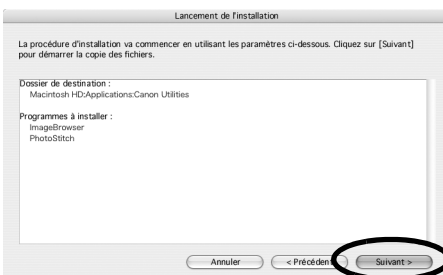 Lancement de l'installation
La procédure d'installation va commencer en utilisant les paramètres ci-dessous. Cliquez sur [Suivant]
pour démarrer la copie des fichiers.
Dossier de destination :
Macintosh HD:Applications:Canon Utilities
Programmes à installer :
ImageBrowser
PhotoStitch
Annuler
< Précéden
Suivant >